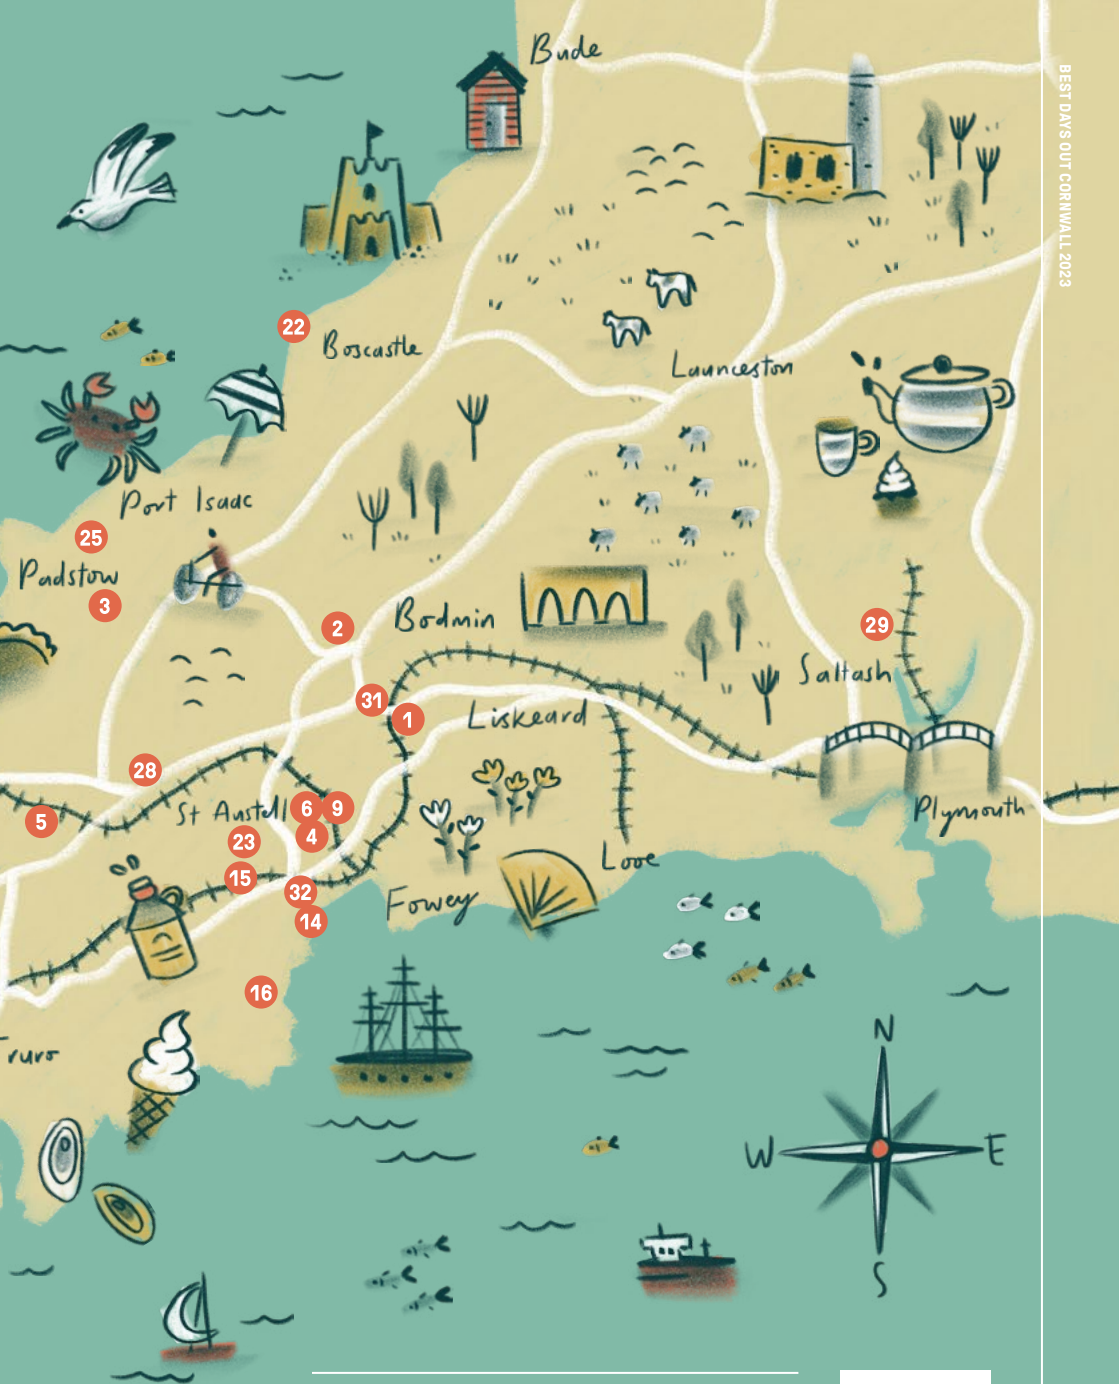 Bude
BEST DAYS OUT CORNWALL 2023
22
Boscastle
Launceston
Port Isaac
25
Padstow
3
2
Bodmin
29
Saltash
31
1
Liskeard
28
5
St Austell
6
9
4
23
Plymouth
Looe
15
32
Fowey
14
16
N
ruro
W
E
S